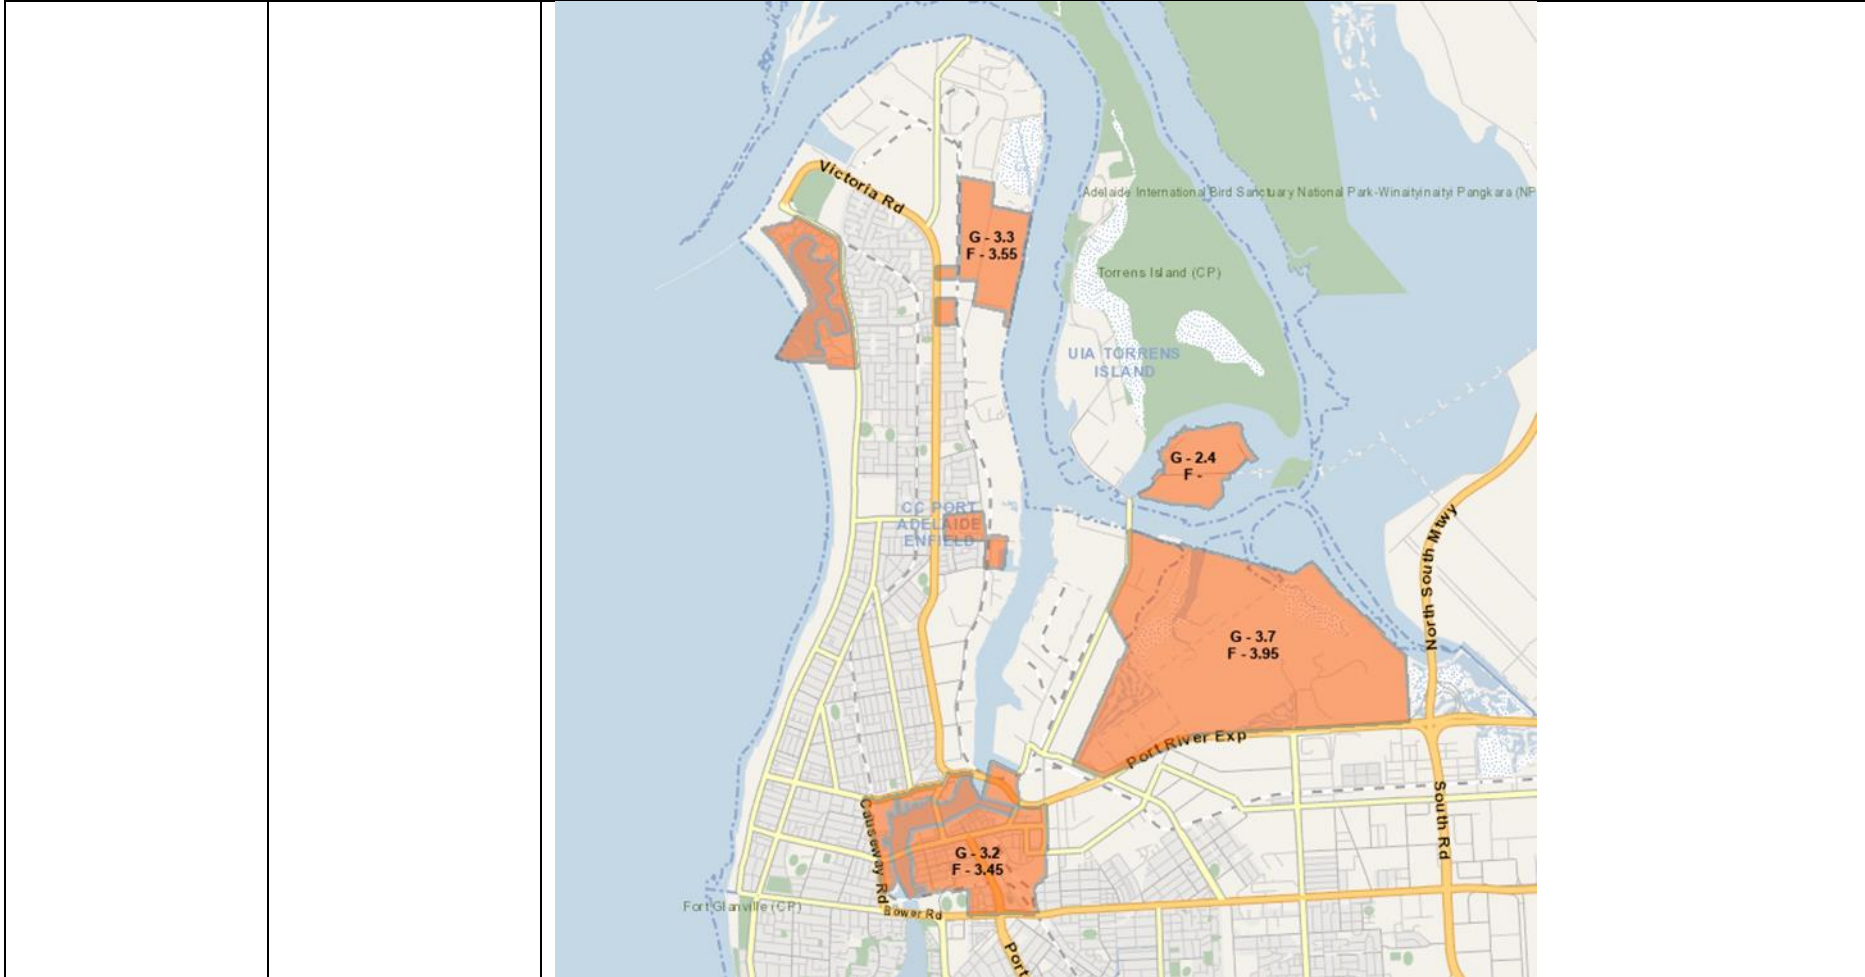 Victoria Rd
Adelaide International Bird Sanctuary National Park-Winaityinaityi Pangkara (NP
G - 3.3
F - 3.55
Torrens Island (CP)
UIA TORRENS
ISLAND
G - 2.4
F -
CC PORT
ADELAIDE
ENFIELD
North South Mtwy
G - 3.7
F - 3.95
Port River Exp
South Rd
Causeway Rd
G - 3.2
F - 3.45
Fort Glanville (CP)
Bower Rd
Port